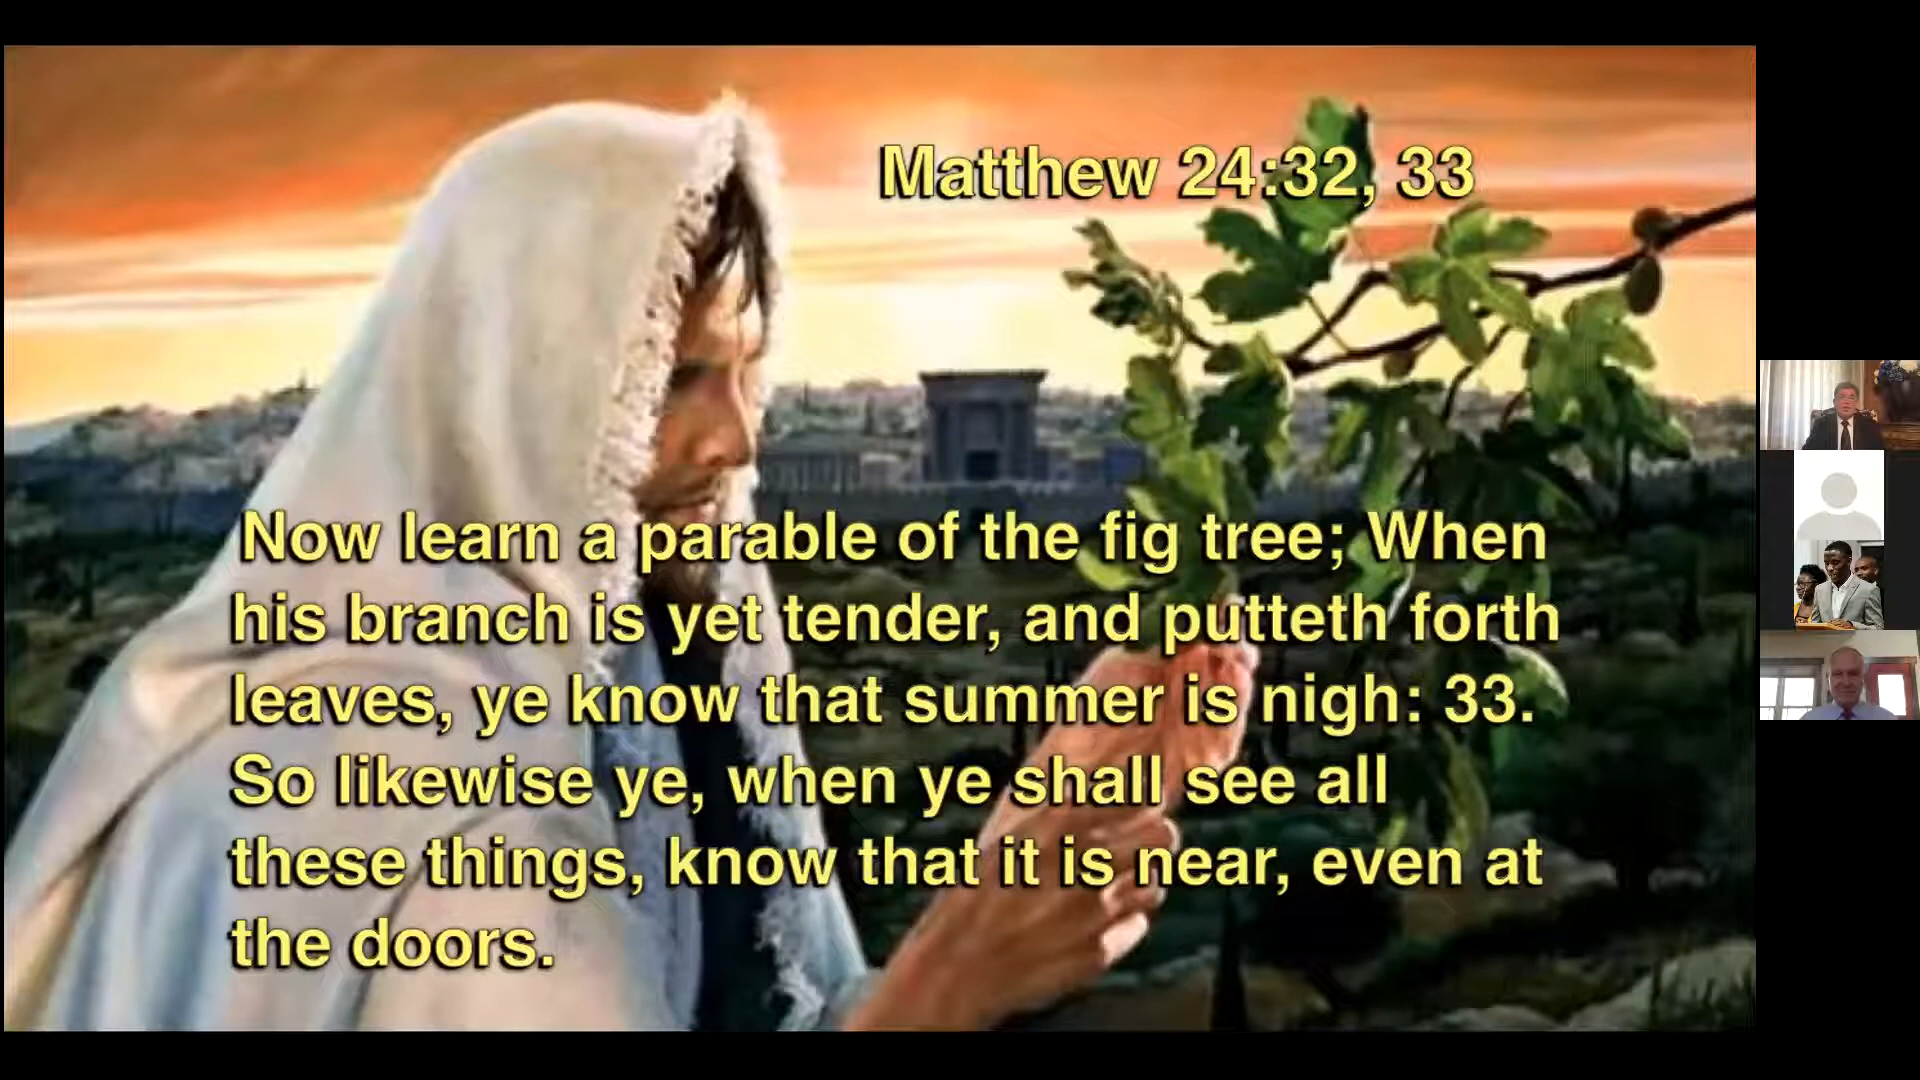 Matthew 24:32, 33
Now learn a parable of the fig tree; When
his branch is yet tender, and putteth forth
leaves, ye know that summer is nigh: 33.
So likewise ye, when ye shall see all
these things, know that it is near, even at
the doors.